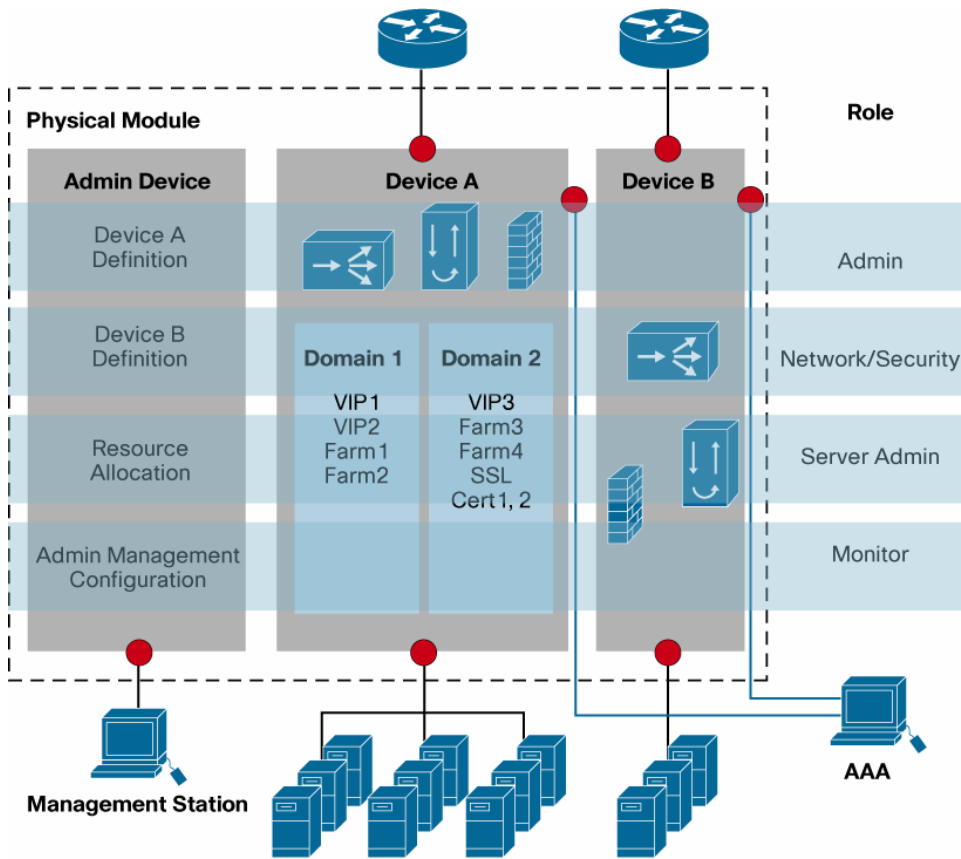 Physical Module
Role
Admin Device
Device A
Device B
Device A
Definition
Admin
Device B
Definition
Domain 1
Domain 2
Network/Security
VIP1
VIP2
Farm1
Farm2
VIP3
Farm3
Farm4
SSL
Cert1, 2
Resource
Allocation
Server Admin
Admin Management
Configuration
Monitor
Management Station
AAA